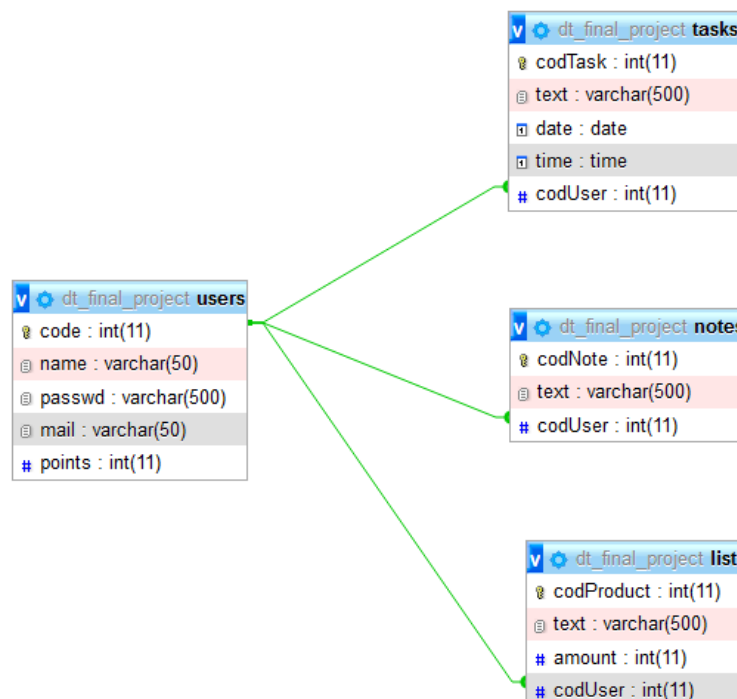 v dt_final_project tasks
codTask : int(11)
text : varchar(500)
date : date
time : time
# codUser : int(11)
v dt_final_project users
code : int(11)
name : varchar(50)
passwd : varchar(500)
mail : varchar(50)
# points : int(11)
v dt_final_project notes
codNote : int(11)
text : varchar(500)
# codUser : int(11)
v dt_final_project list
codProduct : int(11)
text : varchar(500)
# amount : int(11)
# codUser : int(11)